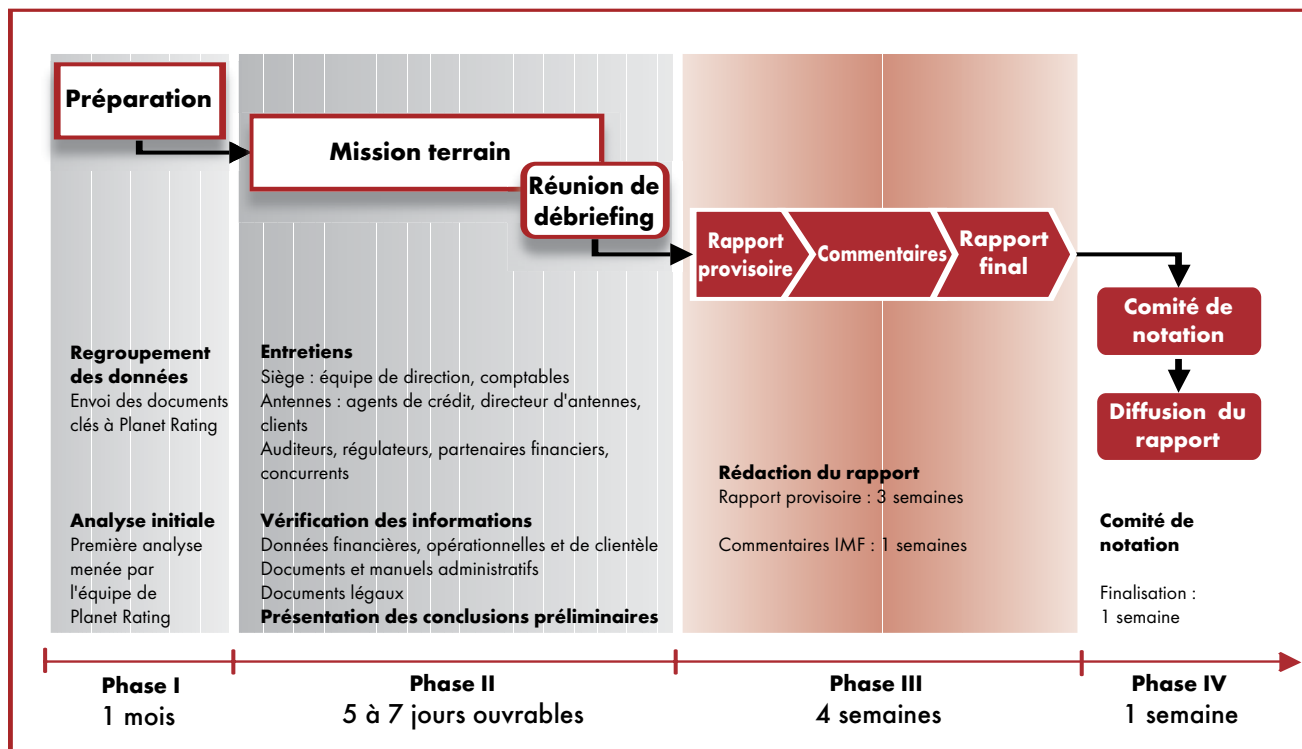 Préparation
Mission terrain
Réunion de
débriefing
Rapport
provisoire
Commentaires
Rapport
final
Comité de
notation
Diffusion du
rapport
Regroupement
des données
Envoi des documents
clés à Planet Rating
Analyse initiale
Première analyse
menée par
l'équipe de
Planet Rating
Entretiens
Siège : équipe de direction, comptables
Antennes : agents de crédit, directeur d'antennes,
clients
Auditeurs, régulateurs, partenaires financiers,
concurrents
Vérification des informations
Données financières, opérationnelles et de clientèle
Documents et manuels administratifs
Documents légaux
Présentation des conclusions préliminaires
Rédaction du rapport
Rapport provisoire : 3 semaines
Commentaires IMF : 1 semaines
Comité de
notation
Finalisation :
1 semaine
Phase I
1 mois
Phase II
5 à 7 jours ouvrables
Phase III
4 semaines
Phase IV
1 semaine